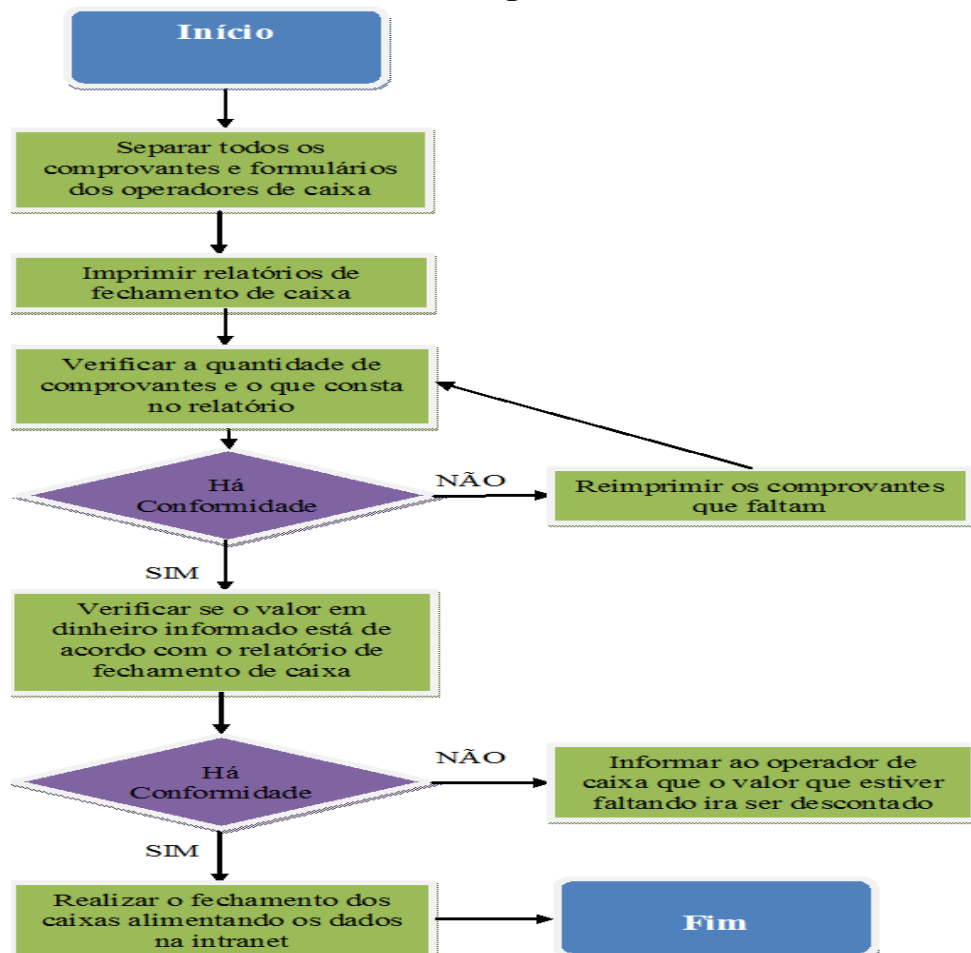 Início
Separar todos os
comprovantes e formulários
dos operadores de caixa
Imprimir relatórios de
fechamento de caixa
Verificar a quantidade de
comprovantes e o que consta
no relatório
Há
Conformidade
NÃO
Reimprimir os comprovantes
que faltam
SIM
Verificar se o valor em
dinheiro informado está de
acordo com o relatório de
fechamento de caixa
Há
Conformidade
NÃO
Informar ao operador de
caixa que o valor que estiver
faltando ira ser descontado
SIM
Realizar o fechamento dos
caixas alimentando os dados
na intranet
Fim